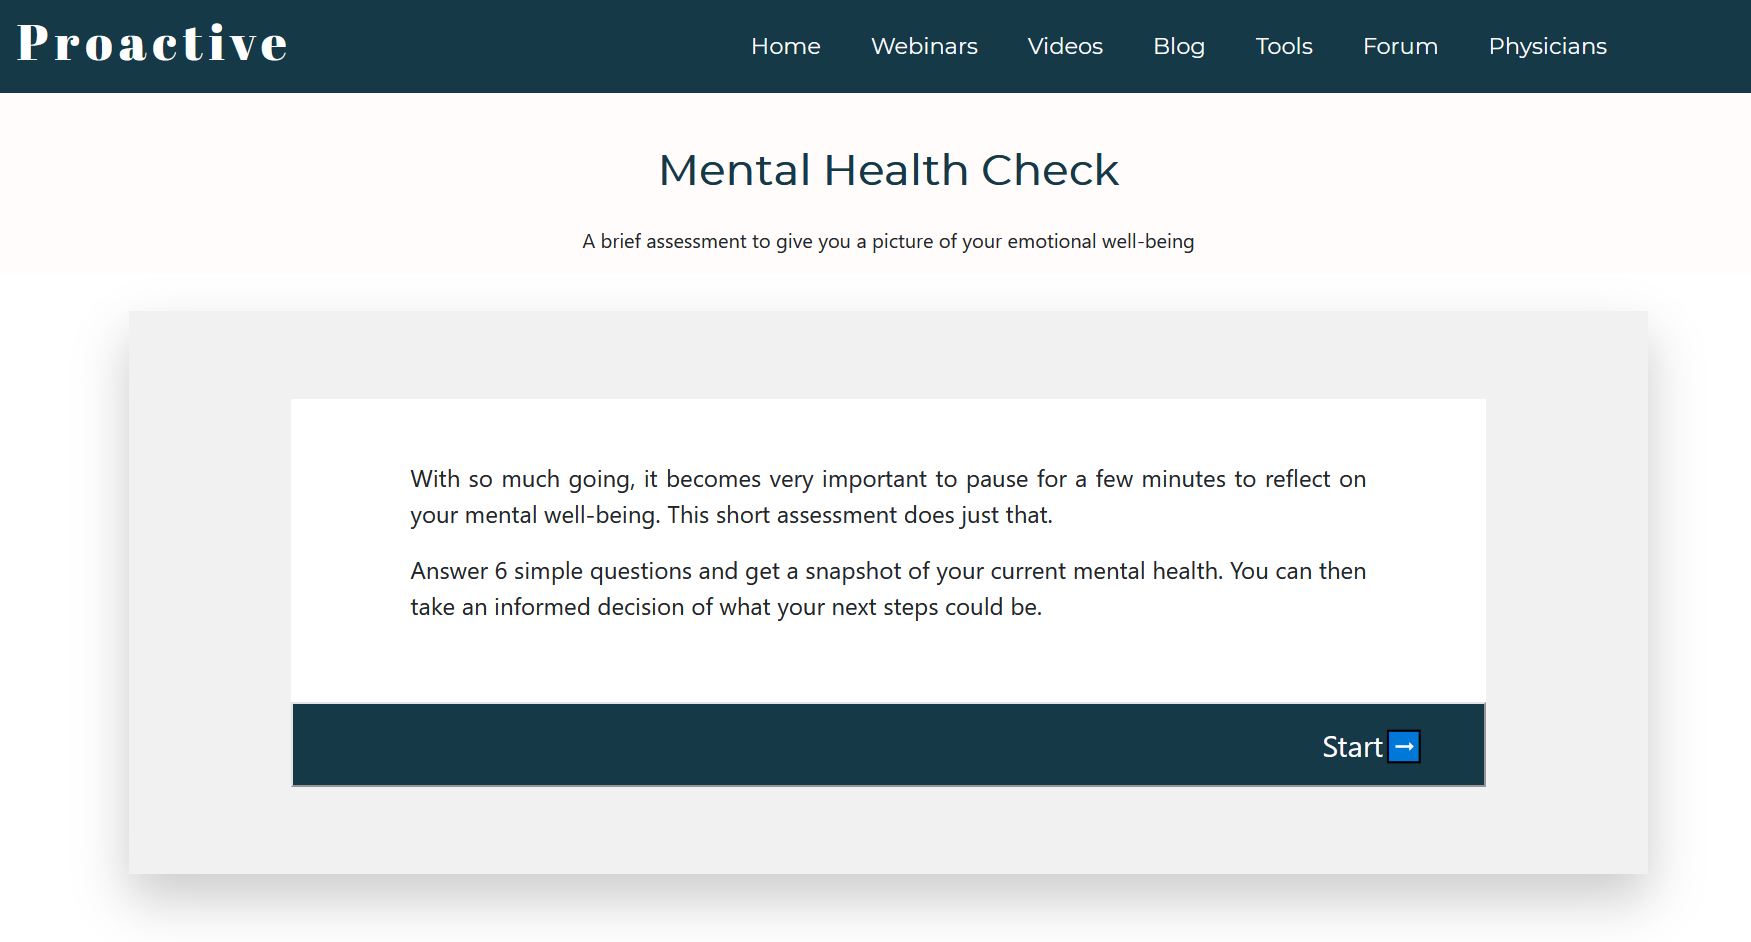 Proactive
Home Webinars Videos Blog Tools Forum Physicians
Mental Health Check
A brief assessment to give you a picture of your emotional well-being
With so much going, it becomes very important to pause for a few minutes to reflect on
your mental well-being. This short assessment does just that.
Answer 6 simple questions and get a snapshot of your current mental health. You can then
take an informed decision of what your next steps could be.
Start ➡